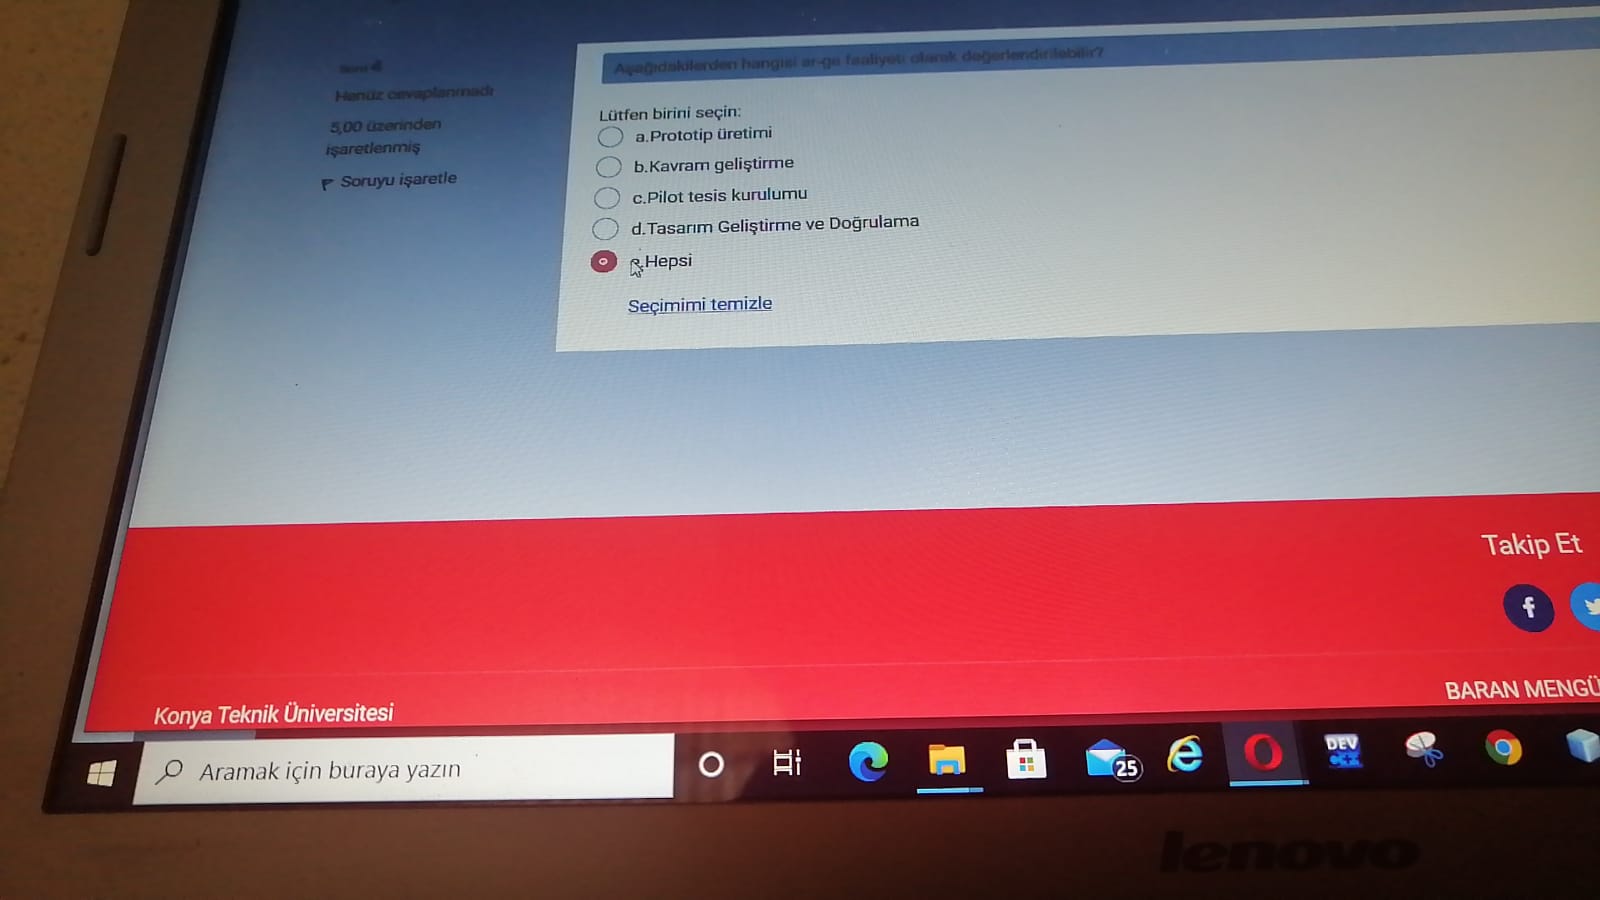 Soru 4
Henüz cevaplanmadı
5,00 üzerinden
işaretlenmiş
Soruyu işaretle
Aşağıdakilerden hangisi ar-ge faaliyeti olarak değerlendirilebilir?
Lütfen birini seçin:
a.Prototip üretimi
b.Kavram geliştirme
c.Pilot tesis kurulumu
d.Tasarım Geliştirme ve Doğrulama
e.Hepsi
Seçimimi temizle
Takip Et
BARAN MENGÜ
Konya Teknik Üniversitesi
Aramak için buraya yazın
25
DEV
lenovo